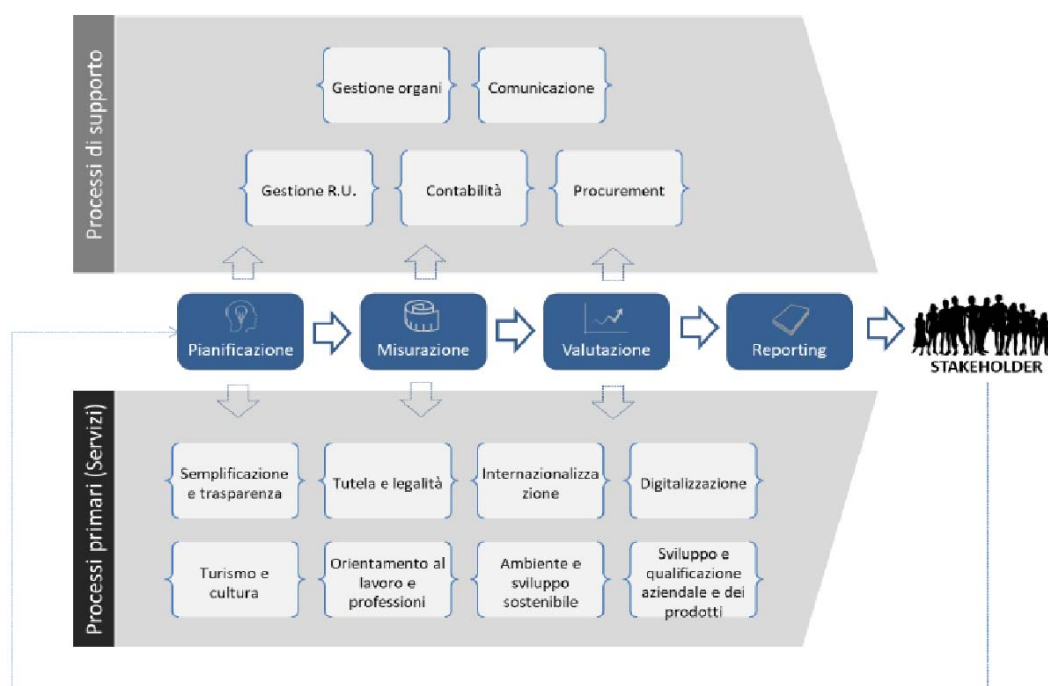 Processi di supporto
Gestione organi
Comunicazione
Gestione R.U.
Contabilità
Procurement
Pianificazione
Misurazione
Valutazione
Reporting
STAKEHOLDER
Processi primari (Servizi)
Semplificazione
e trasparenza
Tutela e legalità
Internazionalizza
zione
Digitalizzazione
Turismo e
cultura
Orientamento al
lavoro e
professioni
Ambiente e
sviluppo
sostenibile
Sviluppo e
qualificazione
aziendale e dei
prodotti